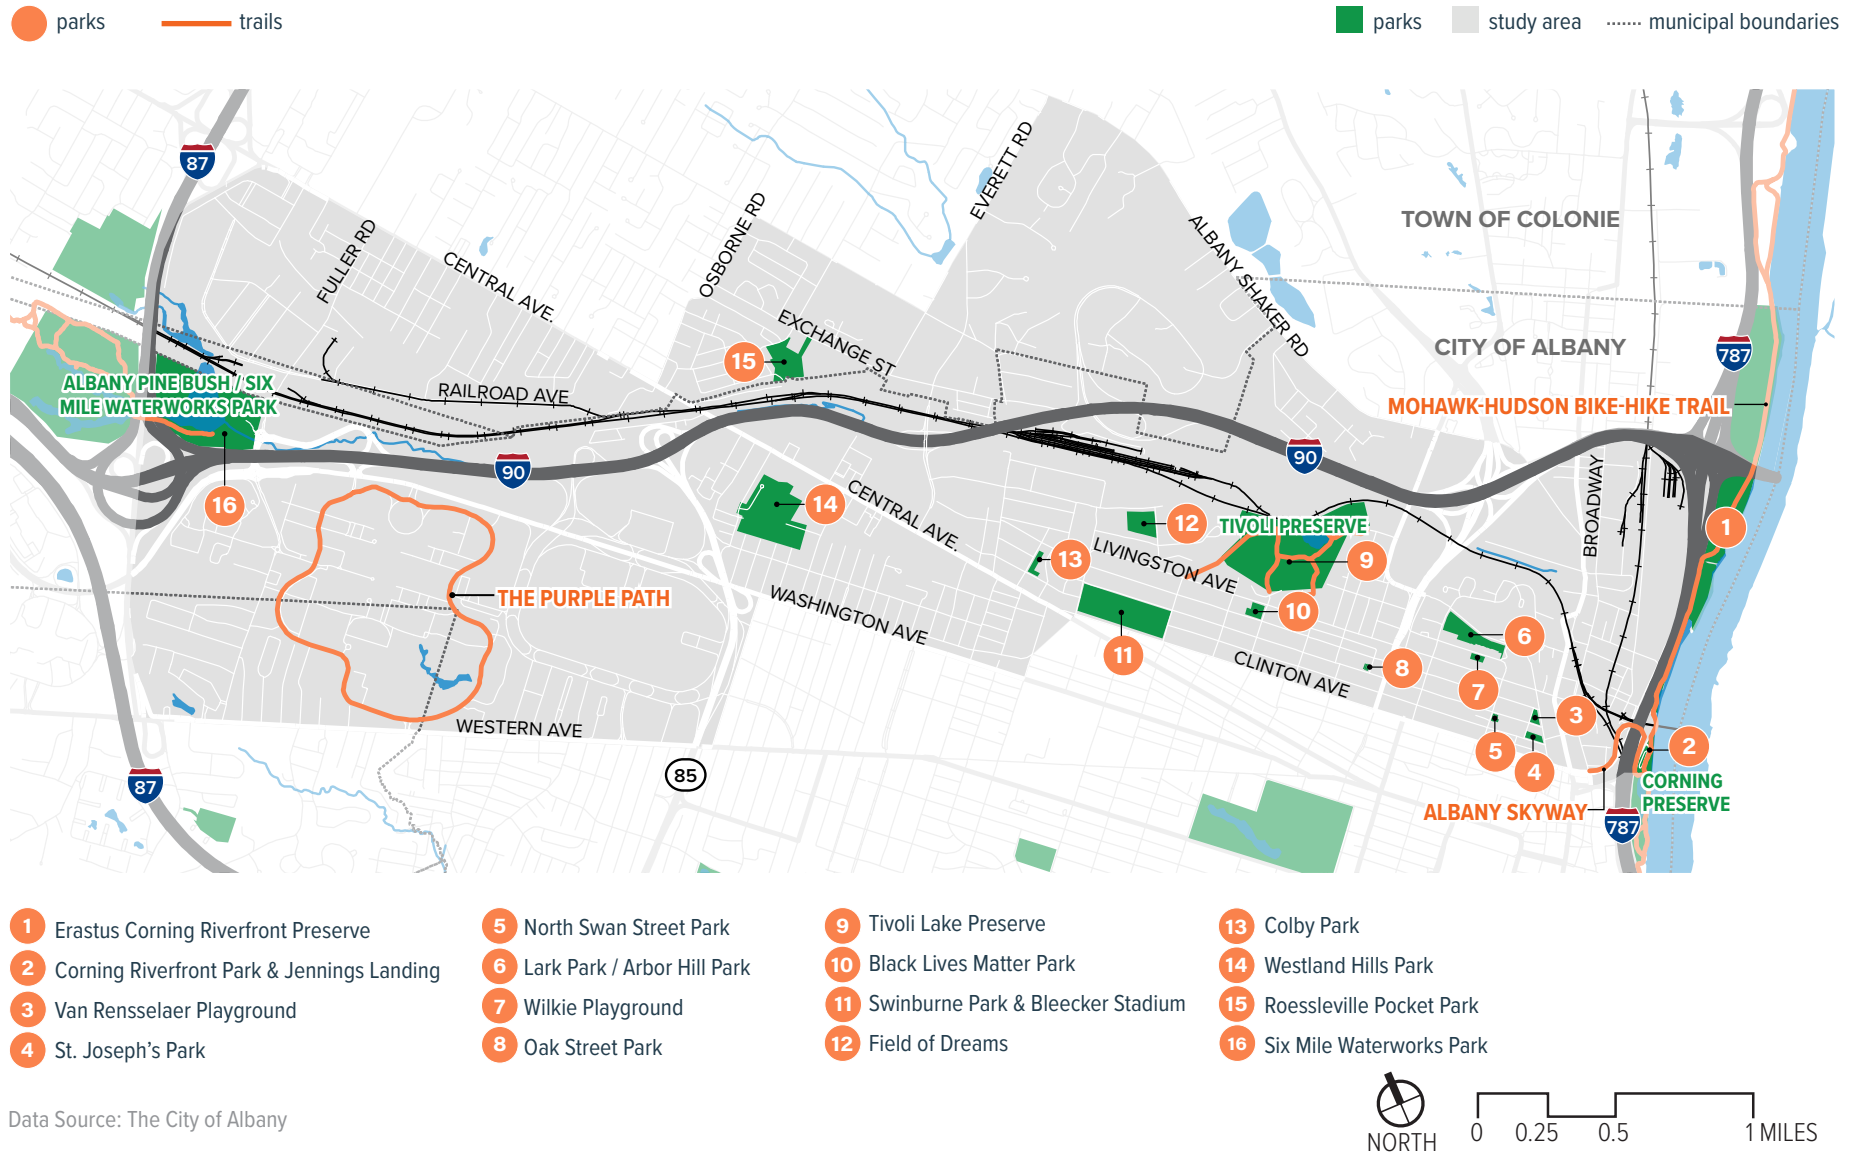 parks
trails
parks
study area
municipal boundaries
87
FULLER RD
CENTRAL AVE.
OSBORNE RD
EVERETT RD
ALBANY SHAKER RD
TOWN OF COLONIE
CITY OF ALBANY
787
EXCHANGE ST
15
RAILROAD AVE
ALBANY PINE BUSH / SIX
MILE WATERWORKS PARK
MOHAWK-HUDSON BIKE-HIKE TRAIL
90
90
16
14
CENTRAL AVE.
BROADWAY
12
TIVOLI PRESERVE
1
13
LIVINGSTON AVE
9
THE PURPLE PATH
WASHINGTON AVE
10
11
6
8
7
CLINTON AVE
WESTERN AVE
3
5
4
2
85
87
CORNING
PRESERVE
ALBANY SKYWAY
787
1 Erastus Corning Riverfront Preserve
2 Corning Riverfront Park & Jennings Landing
3 Van Rensselaer Playground
4 St. Joseph's Park
5 North Swan Street Park
6 Lark Park / Arbor Hill Park
7 Wilkie Playground
8 Oak Street Park
9 Tivoli Lake Preserve
10 Black Lives Matter Park
11 Swinburne Park & Bleecker Stadium
12 Field of Dreams
13 Colby Park
14 Westland Hills Park
15 Roessleville Pocket Park
16 Six Mile Waterworks Park
Data Source: The City of Albany
NORTH
0 0.25 0.5 1 MILES